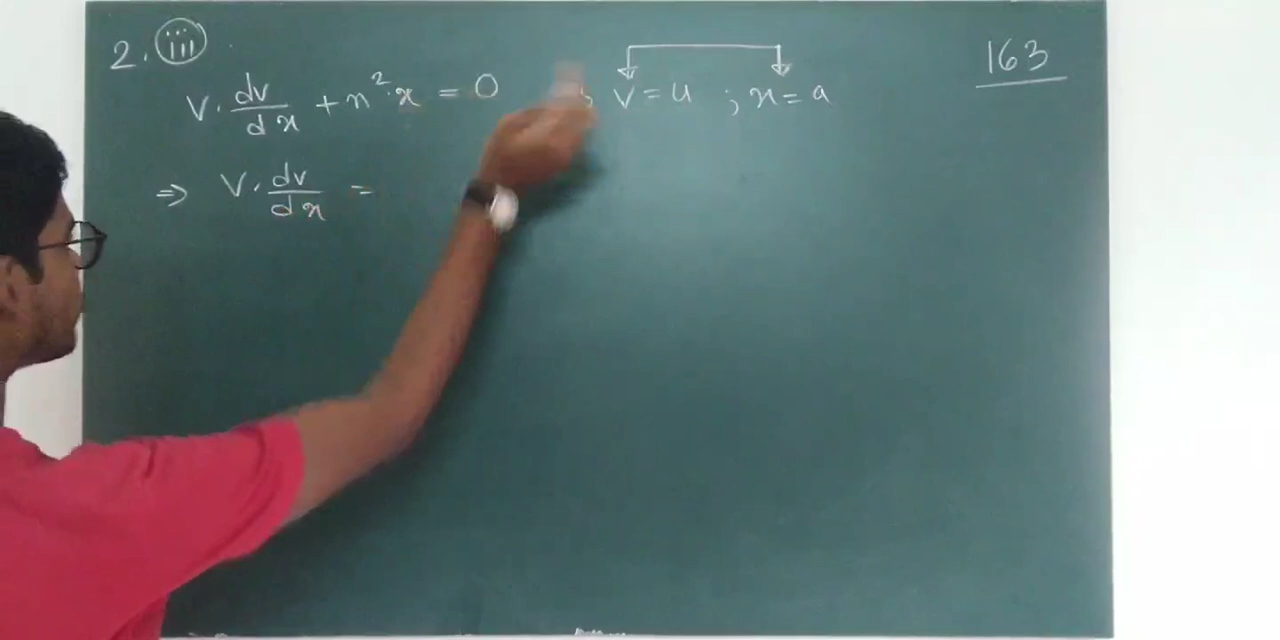 2. (iii)
163
v · dv/dx + n² · x = 0 ; v = u ; x = a
⇒ v · dv/dx =